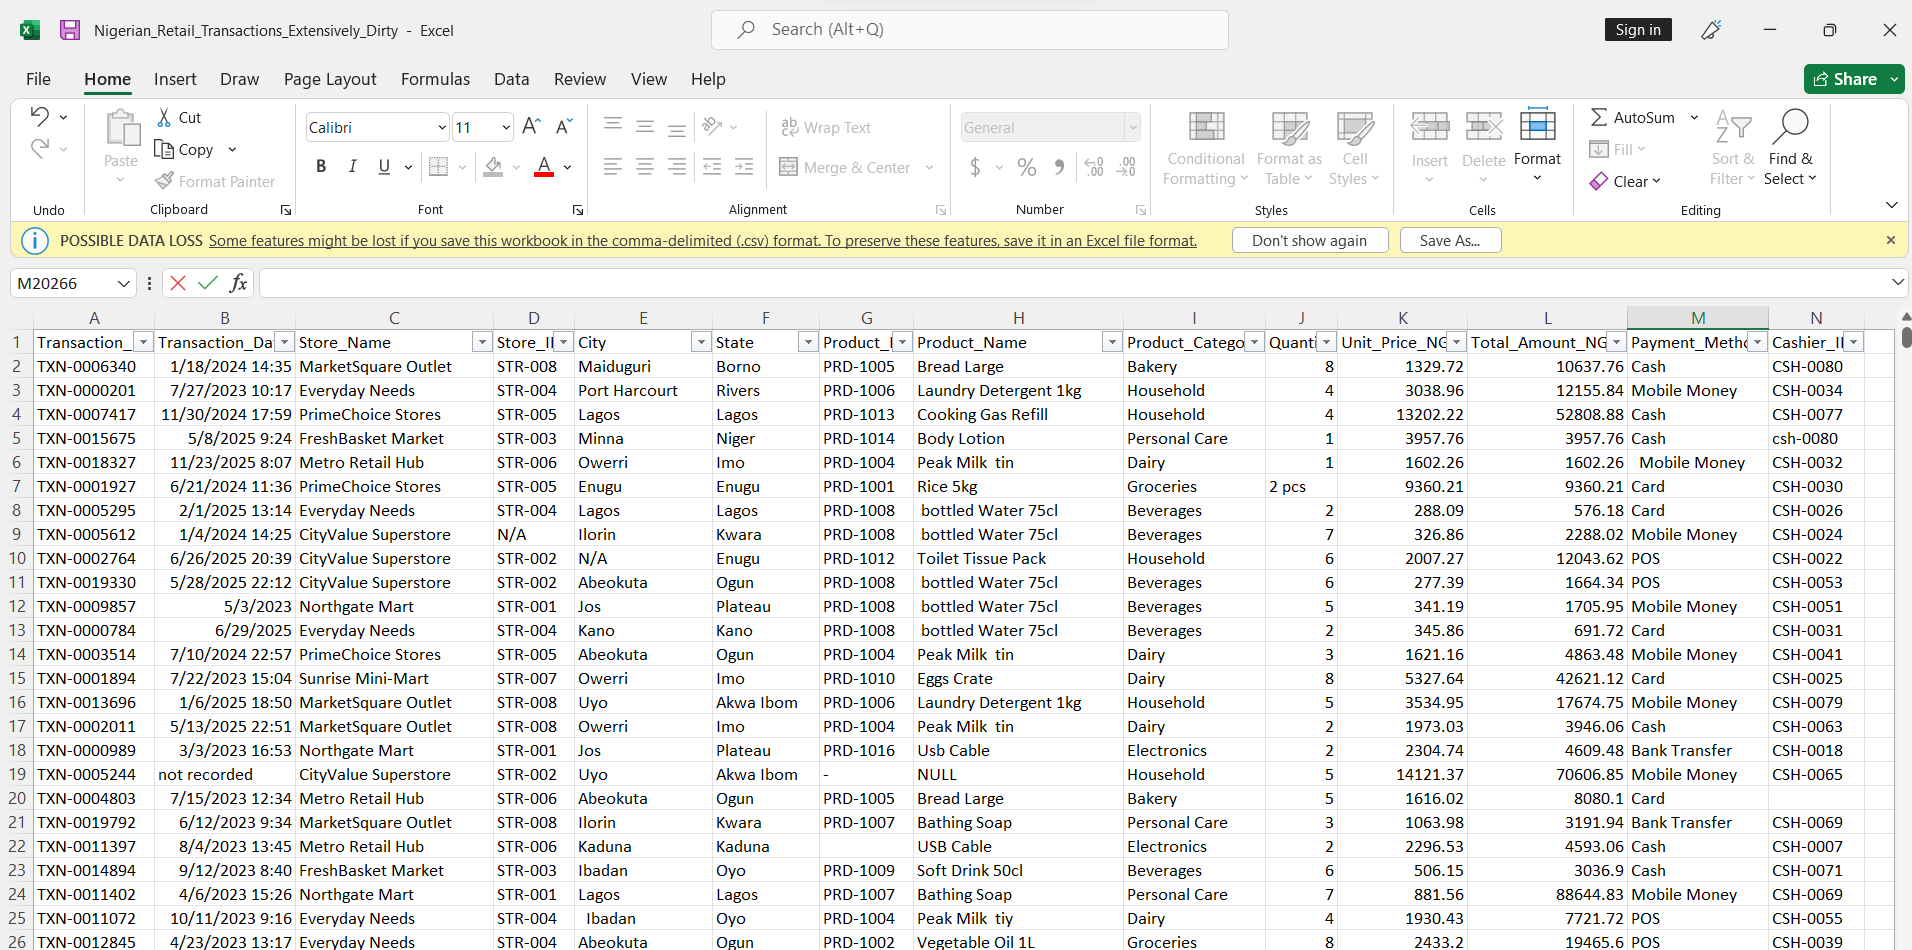 Nigerian_Retail_Transactions_Extensively_Dirty - Excel
Search (Alt+Q)
Sign in
File Home Insert Draw Page Layout Formulas Data Review View Help
Share
Cut
Copy
Format Painter
Paste
Undo
Clipboard
Calibri 11
B I U
Font
Wrap Text
Merge & Center
Alignment
General
$ % ,
Number
Conditional Formatting
Format as Table
Cell Styles
Styles
Insert Delete Format
Cells
AutoSum
Fill
Clear
Sort & Filter
Find & Select
Editing
POSSIBLE DATA LOSS Some features might be lost if you save this workbook in the comma-delimited (.csv) format. To preserve these features, save it in an Excel file format. Don't show again Save As...
M20266 fx
A B C D E F G H I J K L M N
1 Transaction_ Transaction_Da Store_Name Store_I City State Product_ Product_Name Product_Catego Quanti Unit_Price_NG Total_Amount_NG Payment_Metho Cashier_I
2 TXN-0006340 1/18/2024 14:35 MarketSquare Outlet STR-008 Maiduguri Borno PRD-1005 Bread Large Bakery 8 1329.72 10637.76 Cash CSH-0080
3 TXN-0000201 7/27/2023 10:17 Everyday Needs STR-004 Port Harcourt Rivers PRD-1006 Laundry Detergent 1kg Household 4 3038.96 12155.84 Mobile Money CSH-0034
4 TXN-0007417 11/30/2024 17:59 PrimeChoice Stores STR-005 Lagos Lagos PRD-1013 Cooking Gas Refill Household 4 13202.22 52808.88 Cash CSH-0077
5 TXN-0015675 5/8/2025 9:24 FreshBasket Market STR-003 Minna Niger PRD-1014 Body Lotion Personal Care 1 3957.76 3957.76 Cash csh-0080
6 TXN-0018327 11/23/2025 8:07 Metro Retail Hub STR-006 Owerri Imo PRD-1004 Peak Milk  tin Dairy 1 1602.26 1602.26 Mobile Money CSH-0032
7 TXN-0001927 6/21/2024 11:36 PrimeChoice Stores STR-005 Enugu Enugu PRD-1001 Rice 5kg Groceries 2 pcs 9360.21 9360.21 Card CSH-0030
8 TXN-0005295 2/1/2025 13:14 Everyday Needs STR-004 Lagos Lagos PRD-1008 bottled Water 75cl Beverages 2 288.09 576.18 Card CSH-0026
9 TXN-0005612 1/4/2024 14:25 CityValue Superstore N/A Ilorin Kwara PRD-1008 bottled Water 75cl Beverages 7 326.86 2288.02 Mobile Money CSH-0024
10 TXN-0002764 6/26/2025 20:39 CityValue Superstore STR-002 N/A Enugu PRD-1012 Toilet Tissue Pack Household 6 2007.27 12043.62 POS CSH-0022
11 TXN-0019330 5/28/2025 22:12 CityValue Superstore STR-002 Abeokuta Ogun PRD-1008 bottled Water 75cl Beverages 6 277.39 1664.34 POS CSH-0053
12 TXN-0009857 5/3/2023 Northgate Mart STR-001 Jos Plateau PRD-1008 bottled Water 75cl Beverages 5 341.19 1705.95 Mobile Money CSH-0051
13 TXN-0000784 6/29/2025 Everyday Needs STR-004 Kano Kano PRD-1008 bottled Water 75cl Beverages 2 345.86 691.72 Card CSH-0031
14 TXN-0003514 7/10/2024 22:57 PrimeChoice Stores STR-005 Abeokuta Ogun PRD-1004 Peak Milk  tin Dairy 3 1621.16 4863.48 Mobile Money CSH-0041
15 TXN-0001894 7/22/2023 15:04 Sunrise Mini-Mart STR-007 Owerri Imo PRD-1010 Eggs Crate Dairy 8 5327.64 42621.12 Card CSH-0025
16 TXN-0013696 1/6/2025 18:50 MarketSquare Outlet STR-008 Uyo Akwa Ibom PRD-1006 Laundry Detergent 1kg Household 5 3534.95 17674.75 Mobile Money CSH-0079
17 TXN-0002011 5/13/2025 22:51 MarketSquare Outlet STR-008 Owerri Imo PRD-1004 Peak Milk  tin Dairy 2 1973.03 3946.06 Cash CSH-0063
18 TXN-0000989 3/3/2023 16:53 Northgate Mart STR-001 Jos Plateau PRD-1016 Usb Cable Electronics 2 2304.74 4609.48 Bank Transfer CSH-0018
19 TXN-0005244 not recorded CityValue Superstore STR-002 Uyo Akwa Ibom - NULL Household 5 14121.37 70606.85 Mobile Money CSH-0065
20 TXN-0004803 7/15/2023 12:34 Metro Retail Hub STR-006 Abeokuta Ogun PRD-1005 Bread Large Bakery 5 1616.02 8080.1 Card
21 TXN-0019792 6/12/2023 9:34 MarketSquare Outlet STR-008 Ilorin Kwara PRD-1007 Bathing Soap Personal Care 3 1063.98 3191.94 Bank Transfer CSH-0069
22 TXN-0011397 8/4/2023 13:45 Metro Retail Hub STR-006 Kaduna Kaduna USB Cable Electronics 2 2296.53 4593.06 Cash CSH-0007
23 TXN-0014894 9/12/2023 8:40 FreshBasket Market STR-003 Ibadan Oyo PRD-1009 Soft Drink 50cl Beverages 6 506.15 3036.9 Cash CSH-0071
24 TXN-0011402 4/6/2023 15:26 Northgate Mart STR-001 Lagos Lagos PRD-1007 Bathing Soap Personal Care 7 881.56 88644.83 Mobile Money CSH-0069
25 TXN-0011072 10/11/2023 9:16 Everyday Needs STR-004 Ibadan Oyo PRD-1004 Peak Milk  tiy Dairy 4 1930.43 7721.72 POS CSH-0055
26 TXN-0012845 4/23/2023 13:17 Everyday Needs STR-004 Abeokuta Ogun PRD-1002 Vegetable Oil 1L Groceries 8 2433.2 19465.6 POS CSH-0039